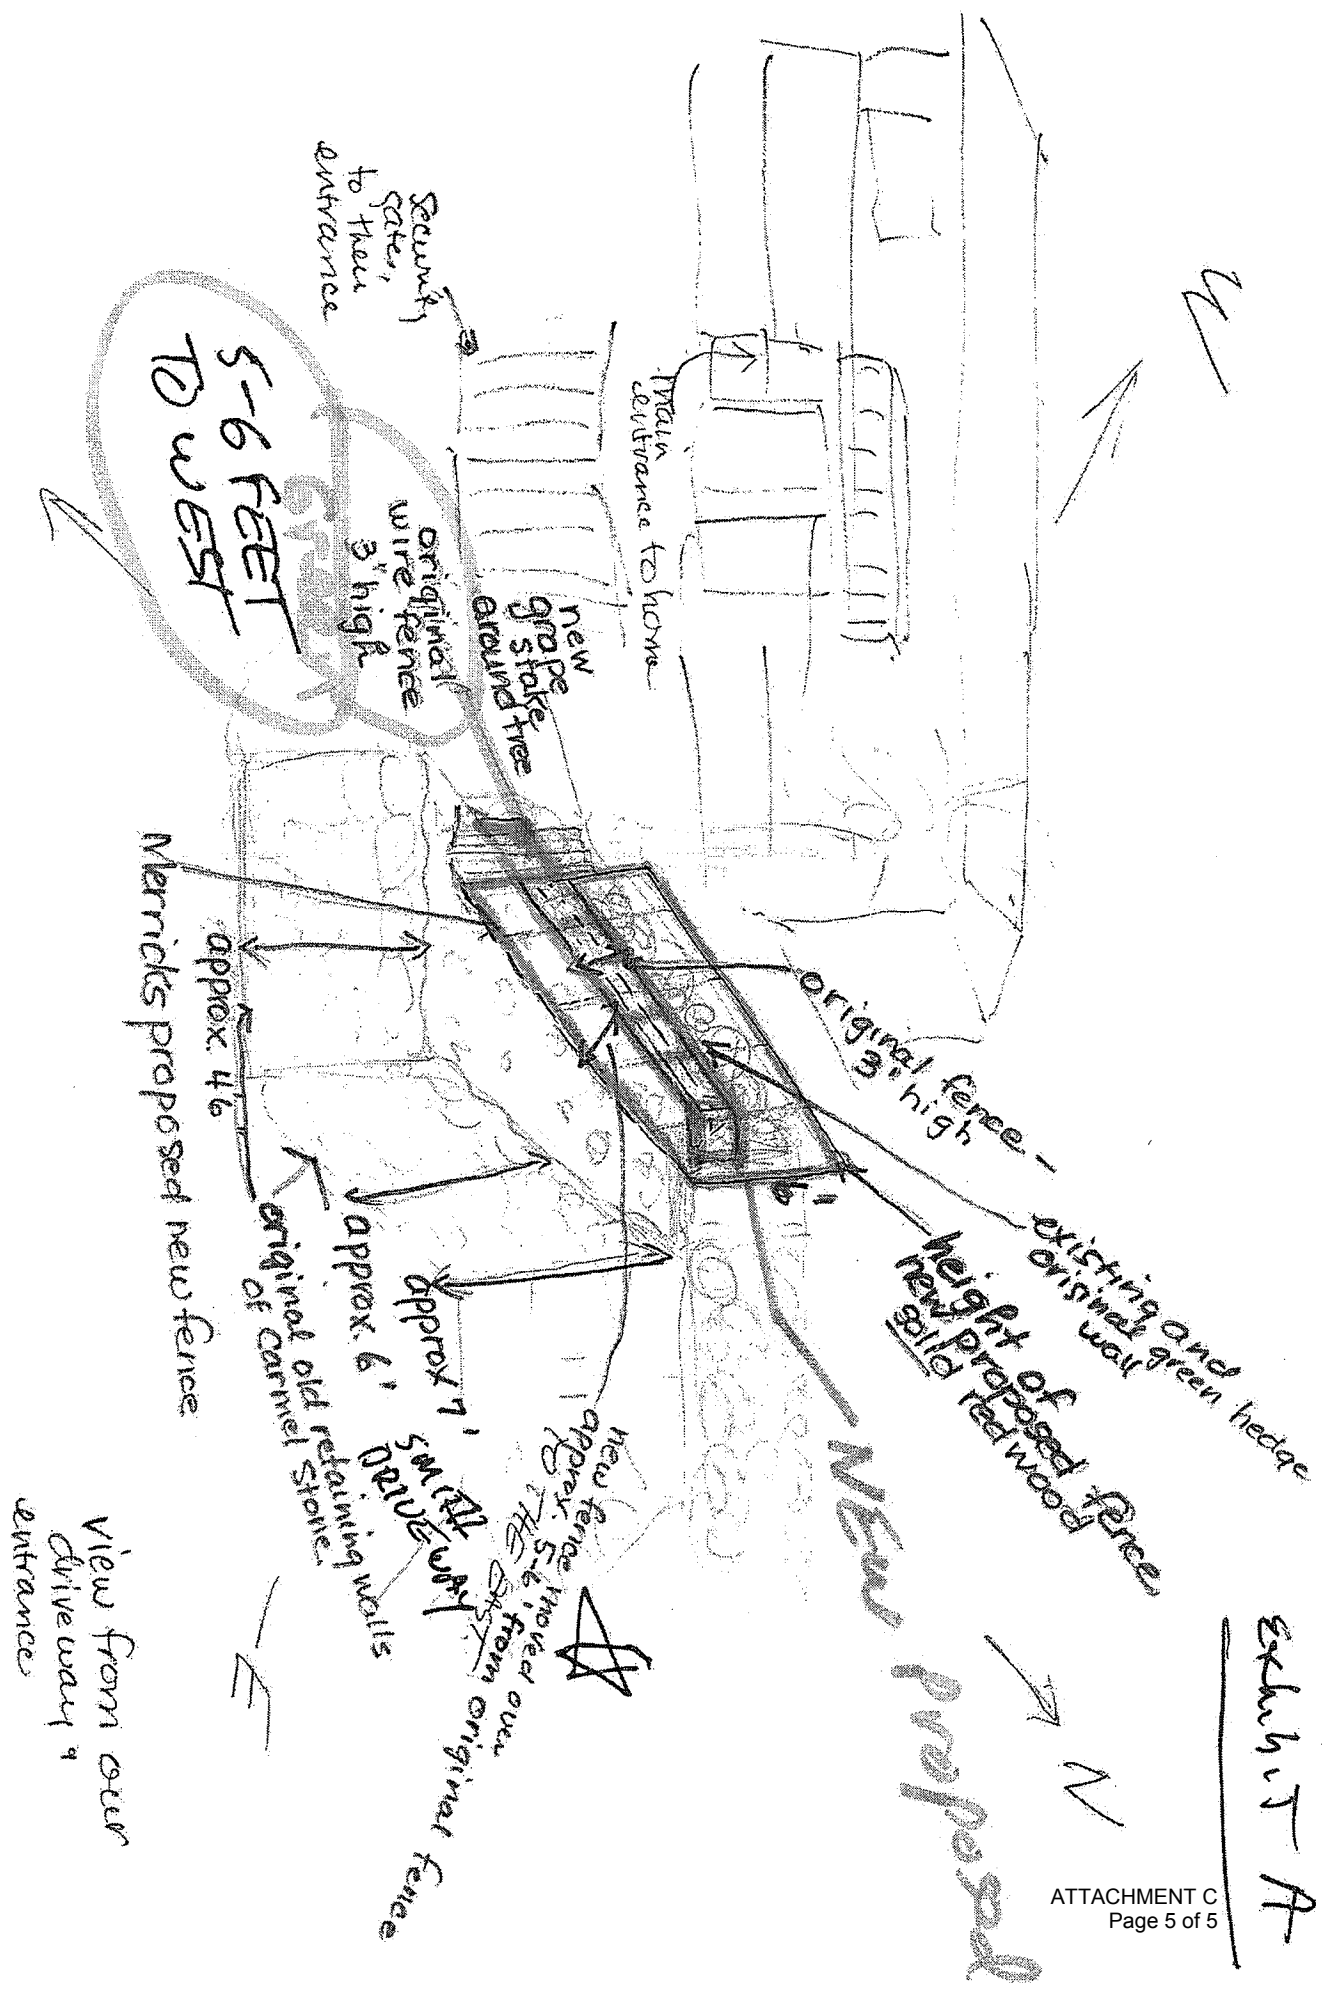 Exhibit A
N
NEW proposal
existing and
original green hedge
wall
height of
new proposed fence
solid redwood
original fence -
3' high
6'
main
entrance to home
Security
gates,
to their
entrance
new
grape
stake
around tree
original
wire fence
3' high
5-6 FEET
TO WEST
new fence moved over
approx. 5-6' from original fence
TO THE EAST
SMITH
DRIVEWAY
approx 7'
approx. 6'
original old retaining walls
of Carmel Stone.
approx. 4'6
Merricks proposed new fence
E
view from our
driveway
entrance
ATTACHMENT C
Page 5 of 5